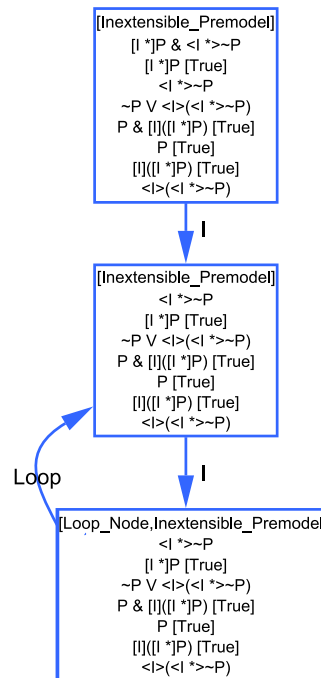 [Inextensible_Premodel]
[I *]P & <I *>~P
[I *]P [True]
<I *>~P
~P V <I>(<I *>~P)
P & [I]([I *]P) [True]
P [True]
[I]([I *]P) [True]
<I>(<I *>~P)
I
[Inextensible_Premodel]
<I *>~P
[I *]P [True]
~P V <I>(<I *>~P)
P & [I]([I *]P) [True]
P [True]
[I]([I *]P) [True]
<I>(<I *>~P)
Loop
I
[Loop_Node,Inextensible_Premodel
<I *>~P
[I *]P [True]
~P V <I>(<I *>~P)
P & [I]([I *]P) [True]
P [True]
[I]([I *]P) [True]
<I>(<I *>~P)